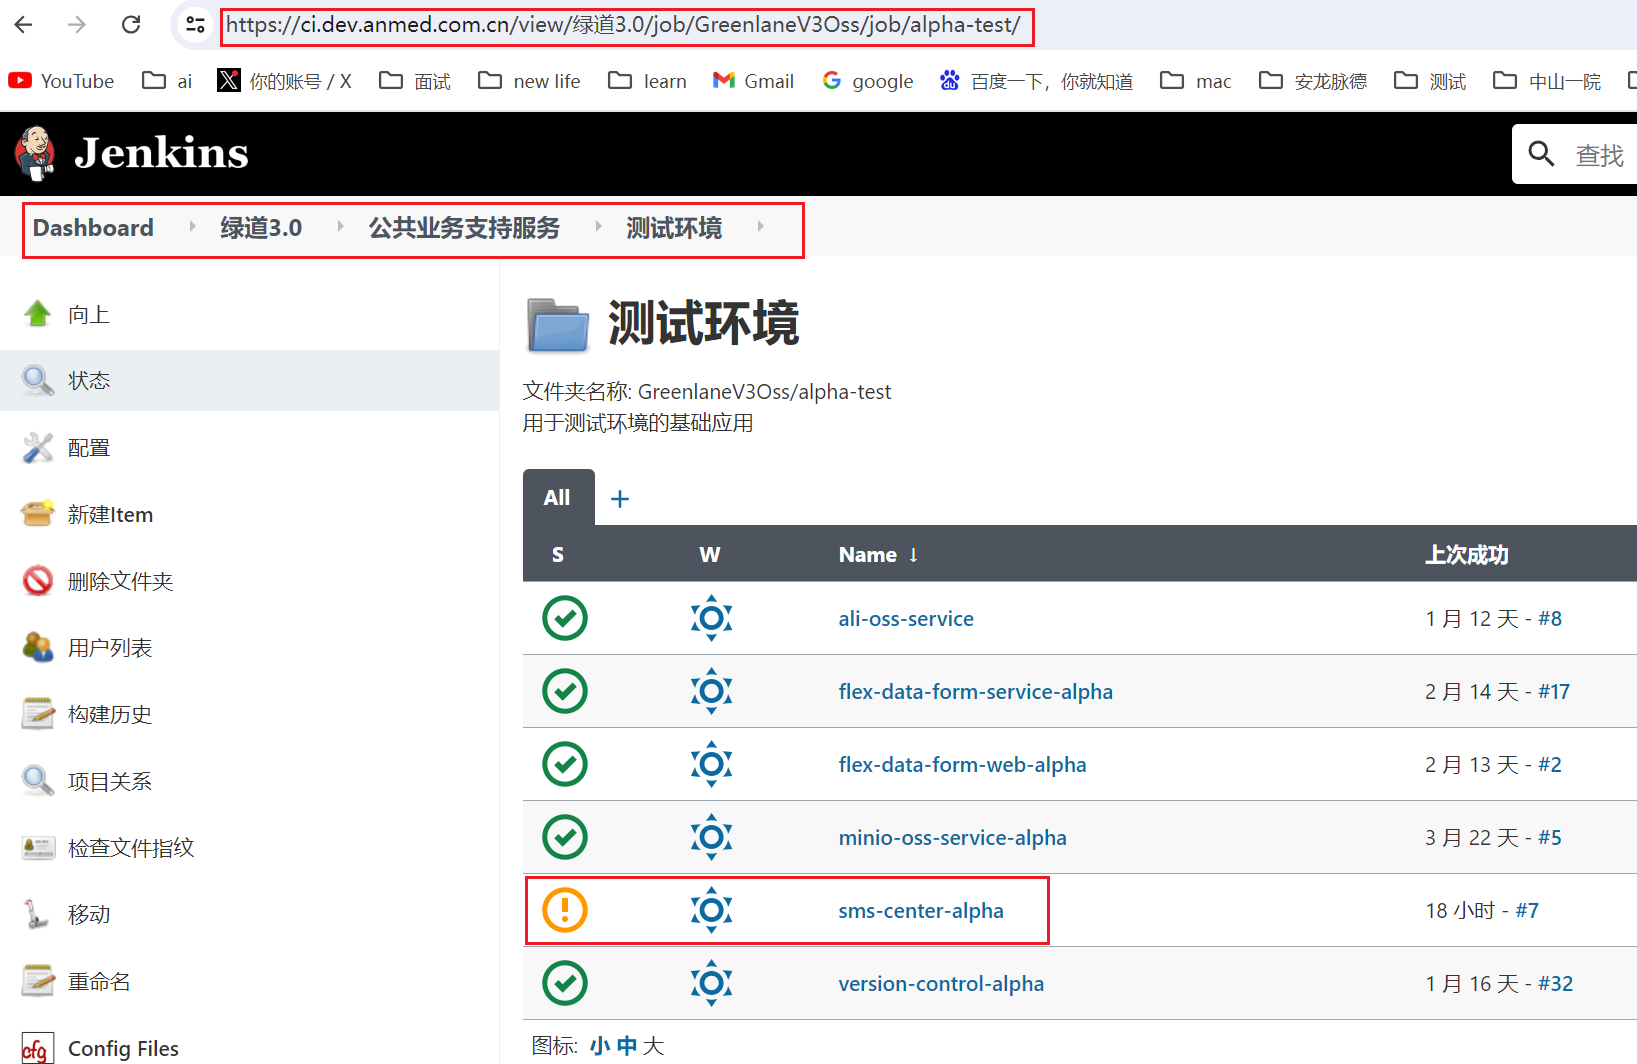 https://ci.dev.anmed.com.cn/view/绿道3.0/job/GreenlaneV3Oss/job/alpha-test/
YouTube ai 你的账号 / X 面试 new life learn Gmail google 百度一下，你就知道 mac 安龙脉德 测试 中山一院
Jenkins 查找
Dashboard 绿道3.0 公共业务支持服务 测试环境
向上
状态
配置
新建Item
删除文件夹
用户列表
构建历史
项目关系
检查文件指纹
移动
重命名
cfg Config Files
测试环境
文件夹名称: GreenlaneV3Oss/alpha-test
用于测试环境的基础应用
All +
S W Name ↓ 上次成功
ali-oss-service 1 月 12 天 - #8
flex-data-form-service-alpha 2 月 14 天 - #17
flex-data-form-web-alpha 2 月 13 天 - #2
minio-oss-service-alpha 3 月 22 天 - #5
sms-center-alpha 18 小时 - #7
version-control-alpha 1 月 16 天 - #32
图标: 小 中 大